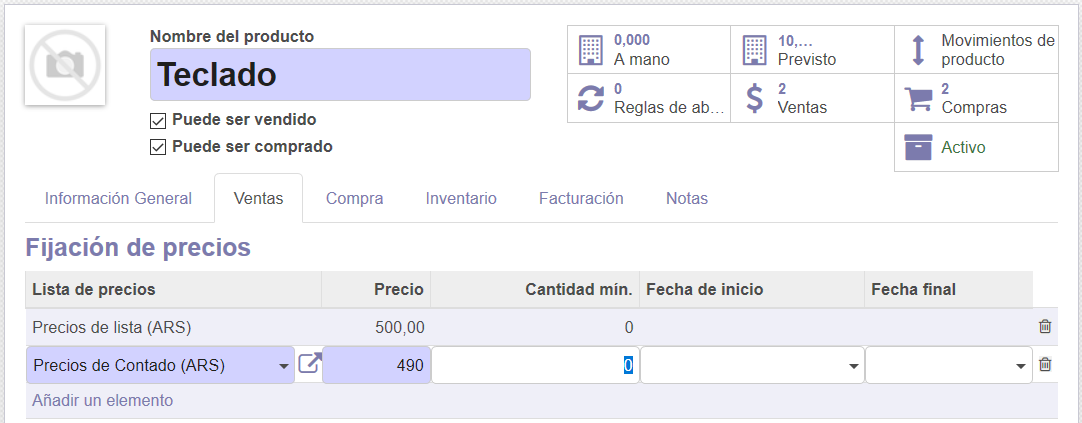 Nombre del producto
Teclado
Puede ser vendido
Puede ser comprado
0,000
A mano
10,...
Previsto
Movimientos de
producto
0
Reglas de ab...
2
Ventas
2
Compras
Activo
Información General Ventas Compra Inventario Facturación Notas
Fijación de precios
Lista de precios Precio Cantidad mín. Fecha de inicio Fecha final
Precios de lista (ARS) 500,00 0
Precios de Contado (ARS) 490 0
Añadir un elemento